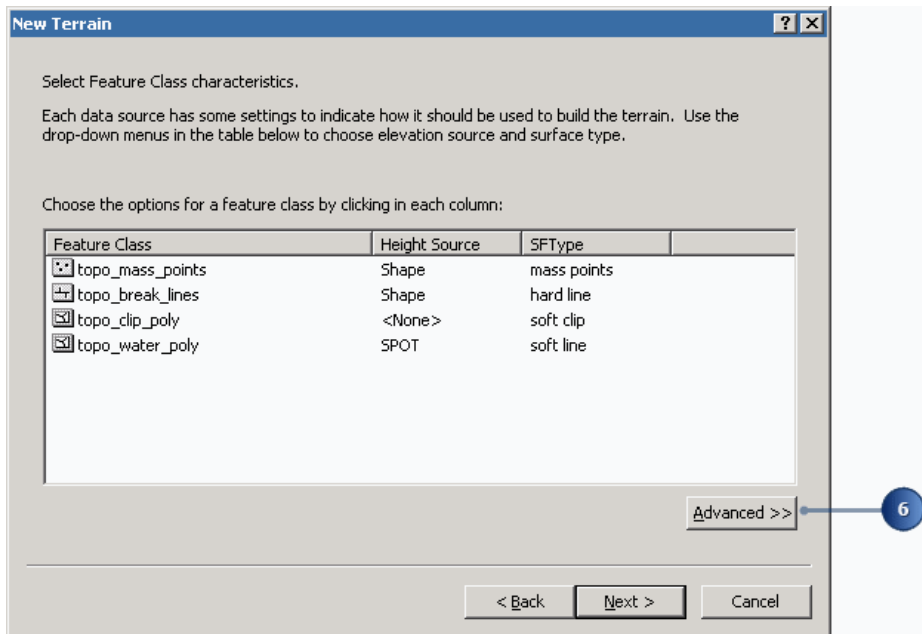 New Terrain
Select Feature Class characteristics.
Each data source has some settings to indicate how it should be used to build the terrain. Use the
drop-down menus in the table below to choose elevation source and surface type.
Choose the options for a feature class by clicking in each column:
Feature Class Height Source SFType
topo_mass_points Shape mass points
topo_break_lines Shape hard line
topo_clip_poly <None> soft clip
topo_water_poly SPOT soft line
Advanced >>
6
< Back Next > Cancel